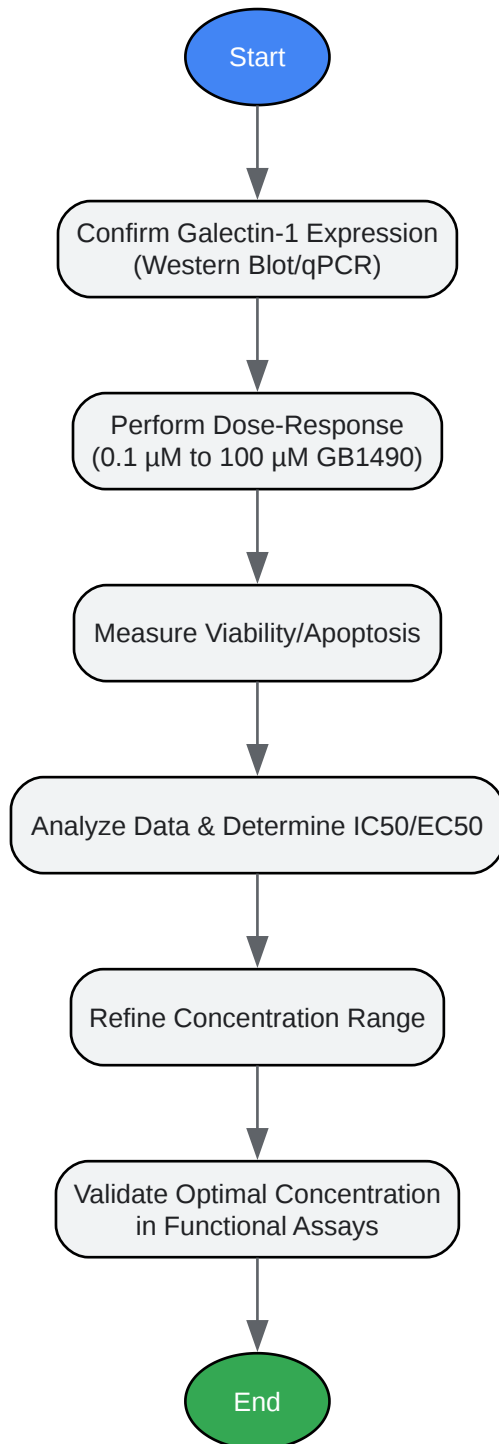 Start
Confirm Galectin-1 Expression
(Western Blot/qPCR)
Perform Dose-Response
(0.1 µM to 100 µM GB1490)
Measure Viability/Apoptosis
Analyze Data & Determine IC50/EC50
Refine Concentration Range
Validate Optimal Concentration
in Functional Assays
End